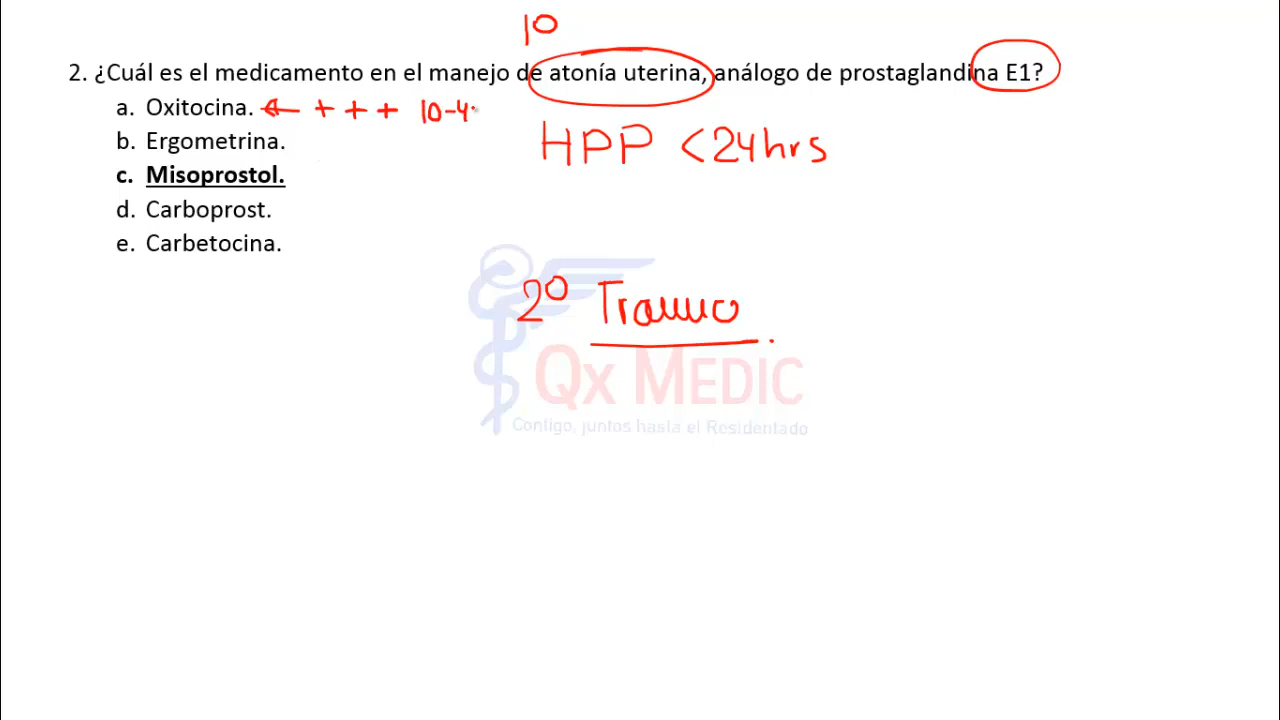 10
2. ¿Cuál es el medicamento en el manejo de atonía uterina, análogo de prostaglandina E1?
a. Oxitocina. ← + + + 10-4
b. Ergometrina.
HPP <24hrs
c. Misoprostol.
d. Carboprost.
e. Carbetocina.
2º Trauma
Qx MEDIC
Contigo, juntos hasta el Residentado